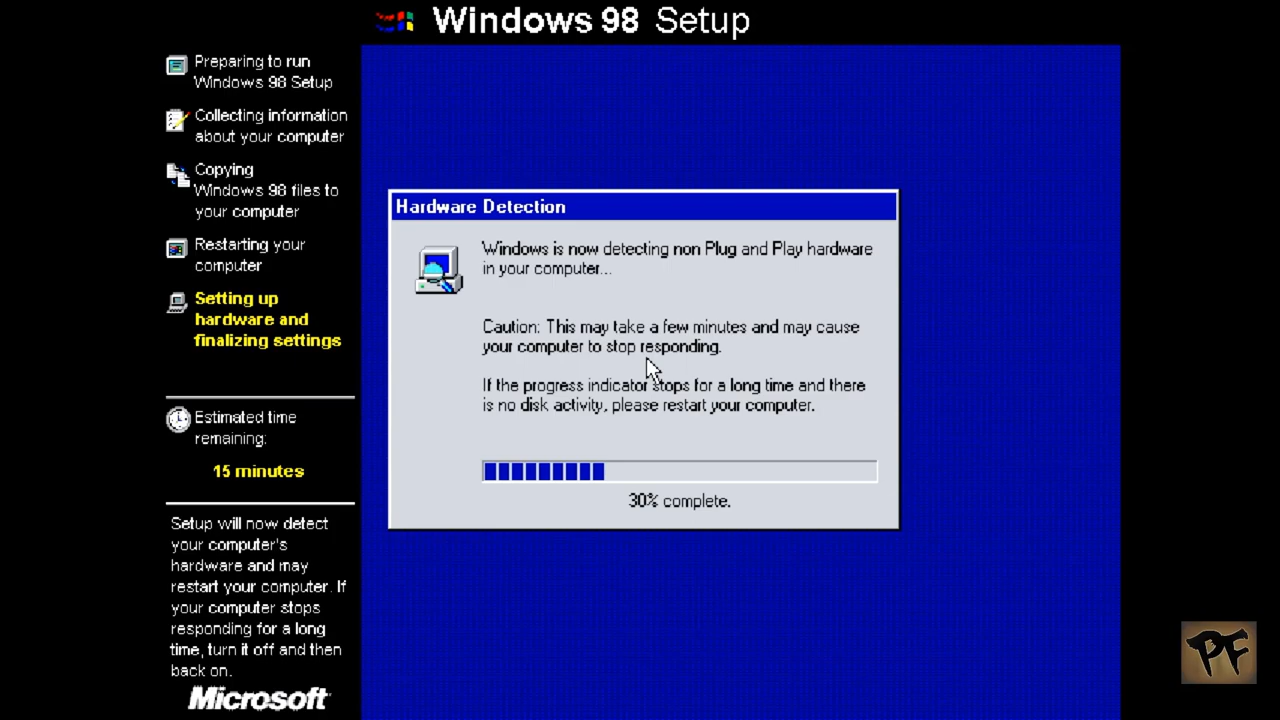 Windows 98 Setup
Preparing to run
Windows 98 Setup
Collecting information
about your computer
Copying
Windows 98 files to
your computer
Restarting your
computer
Setting up
hardware and
finalizing settings
Estimated time
remaining:
15 minutes
Setup will now detect
your computer's
hardware and may
restart your computer. If
your computer stops
responding for a long
time, turn it off and then
back on.
Microsoft
Hardware Detection
Windows is now detecting non Plug and Play hardware
in your computer...
Caution: This may take a few minutes and may cause
your computer to stop responding.
If the progress indicator stops for a long time and there
is no disk activity, please restart your computer.
30% complete.
PF